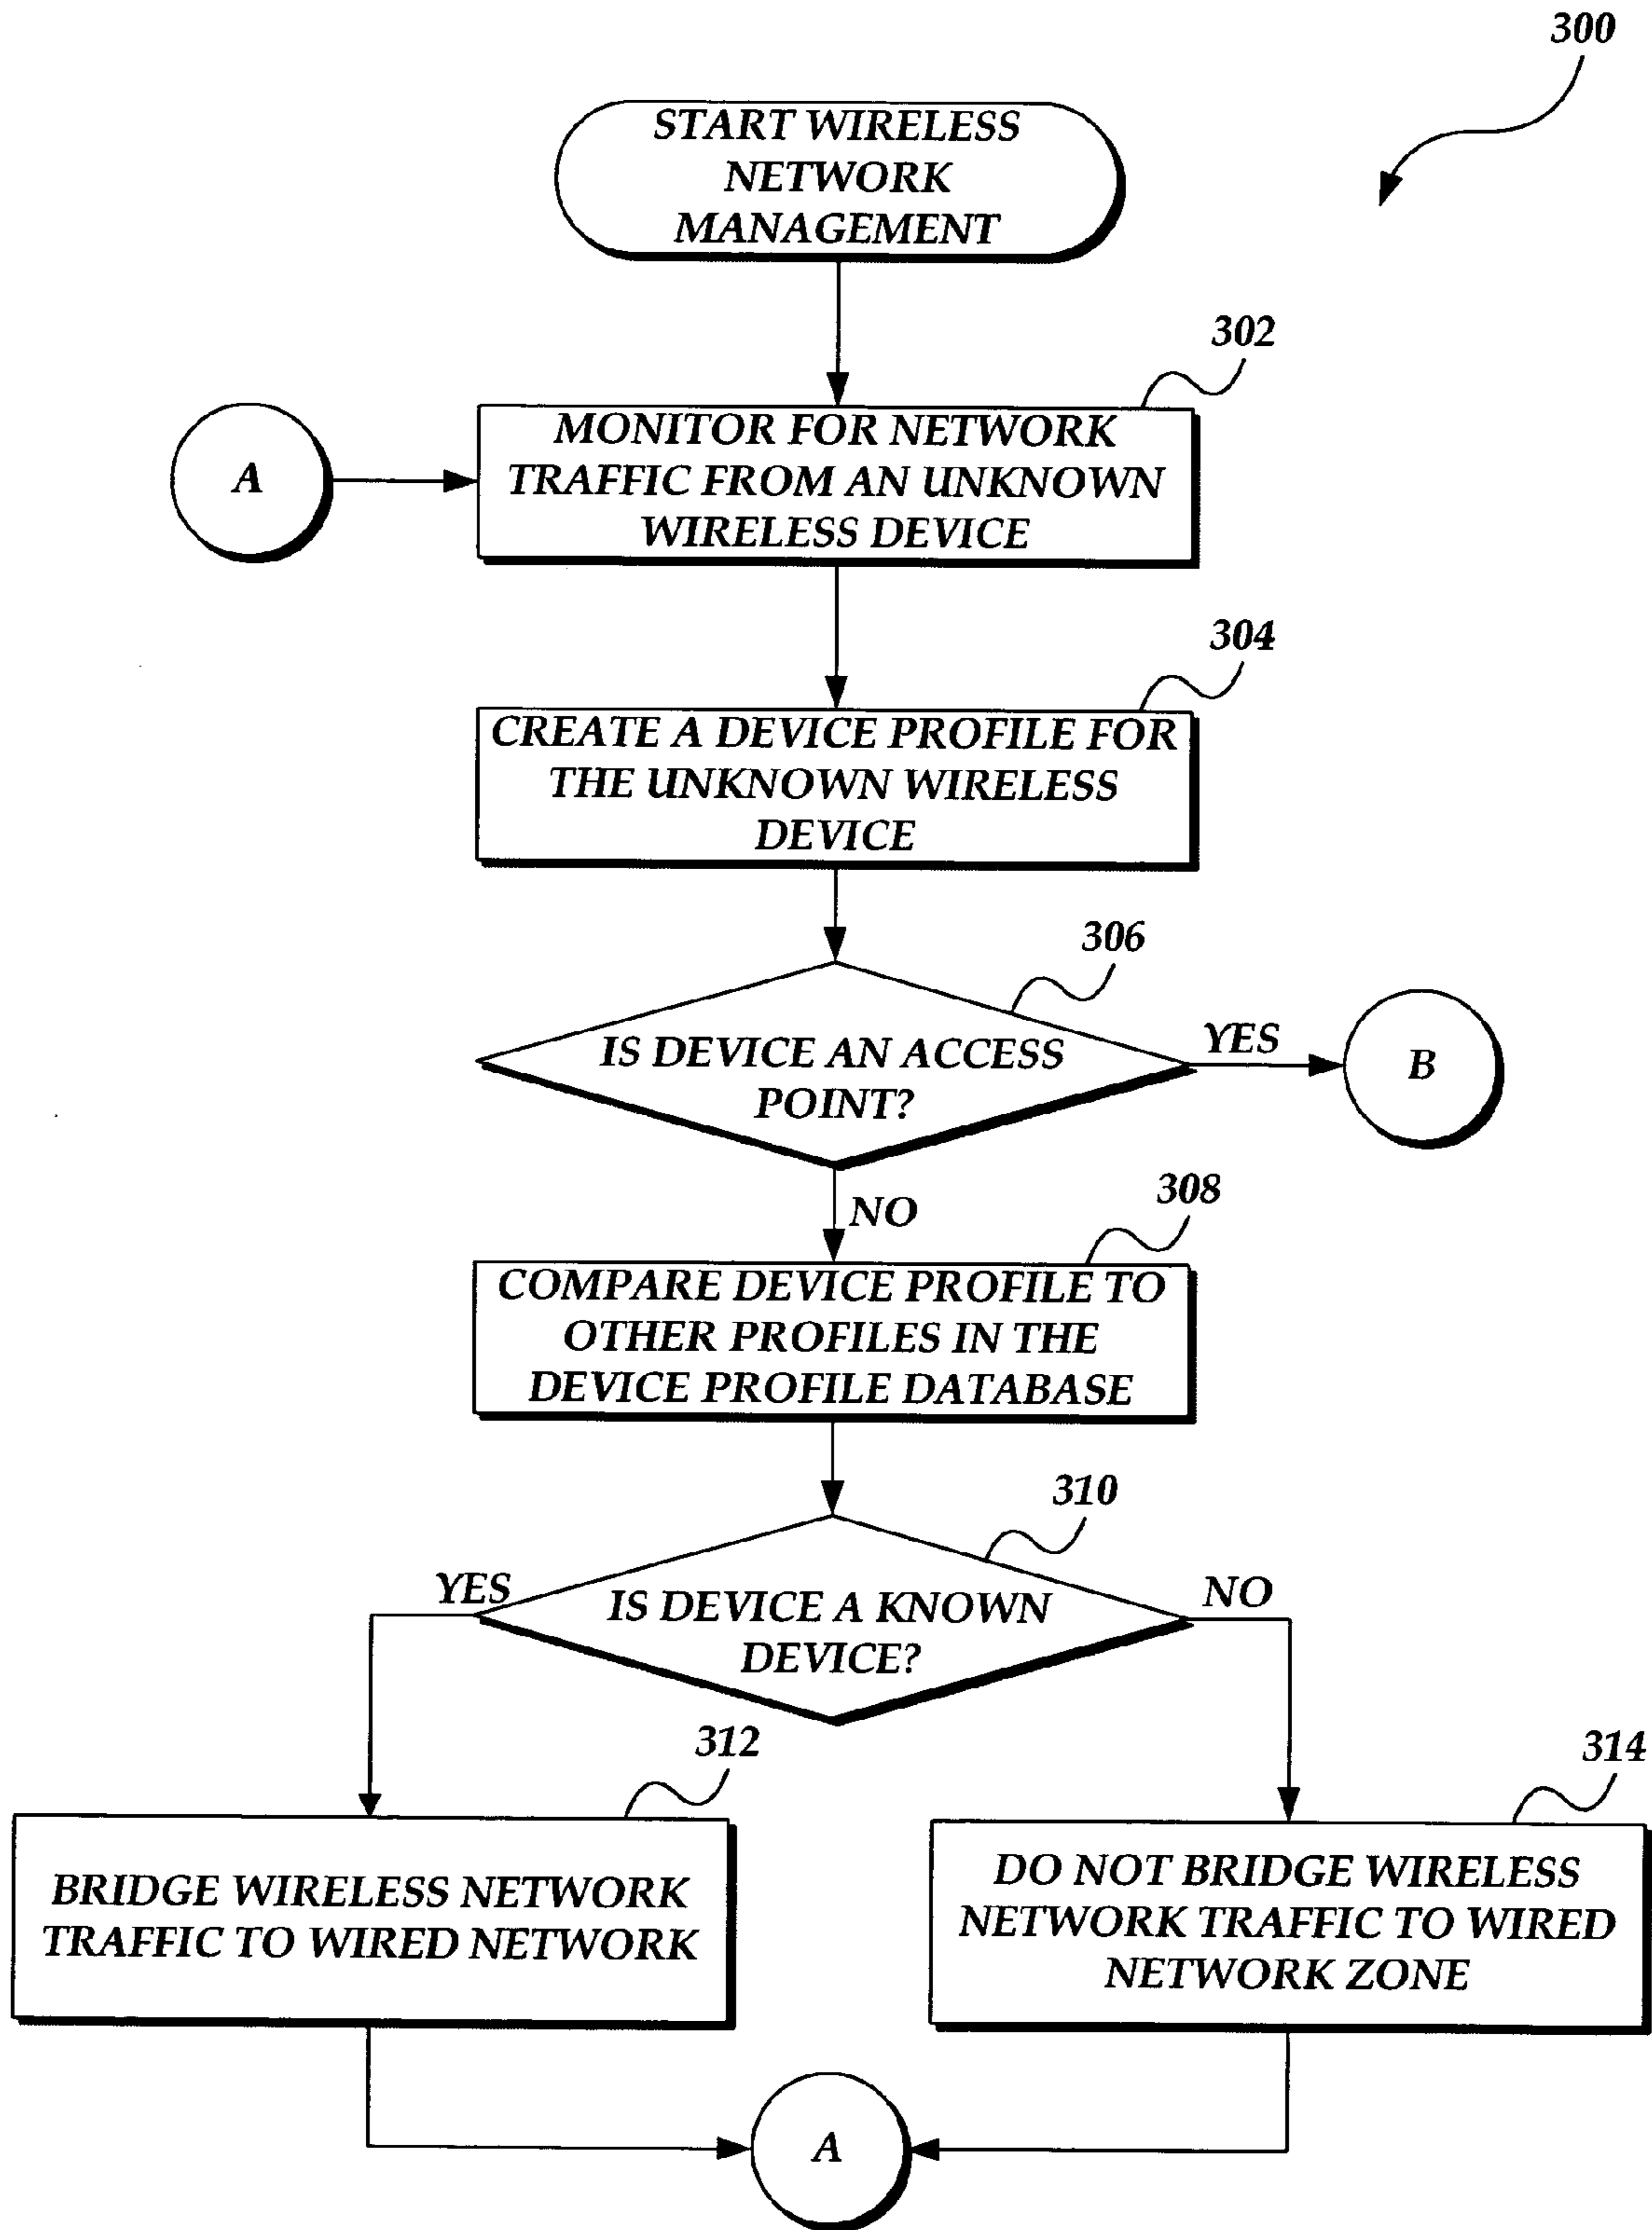 300
START WIRELESS
NETWORK
MANAGEMENT
302
A
MONITOR FOR NETWORK
TRAFFIC FROM AN UNKNOWN
WIRELESS DEVICE
304
CREATE A DEVICE PROFILE FOR
THE UNKNOWN WIRELESS
DEVICE
306
IS DEVICE AN ACCESS
POINT?
YES
B
NO
308
COMPARE DEVICE PROFILE TO
OTHER PROFILES IN THE
DEVICE PROFILE DATABASE
310
YES
IS DEVICE A KNOWN
DEVICE?
NO
312
BRIDGE WIRELESS NETWORK
TRAFFIC TO WIRED NETWORK
314
DO NOT BRIDGE WIRELESS
NETWORK TRAFFIC TO WIRED
NETWORK ZONE
A